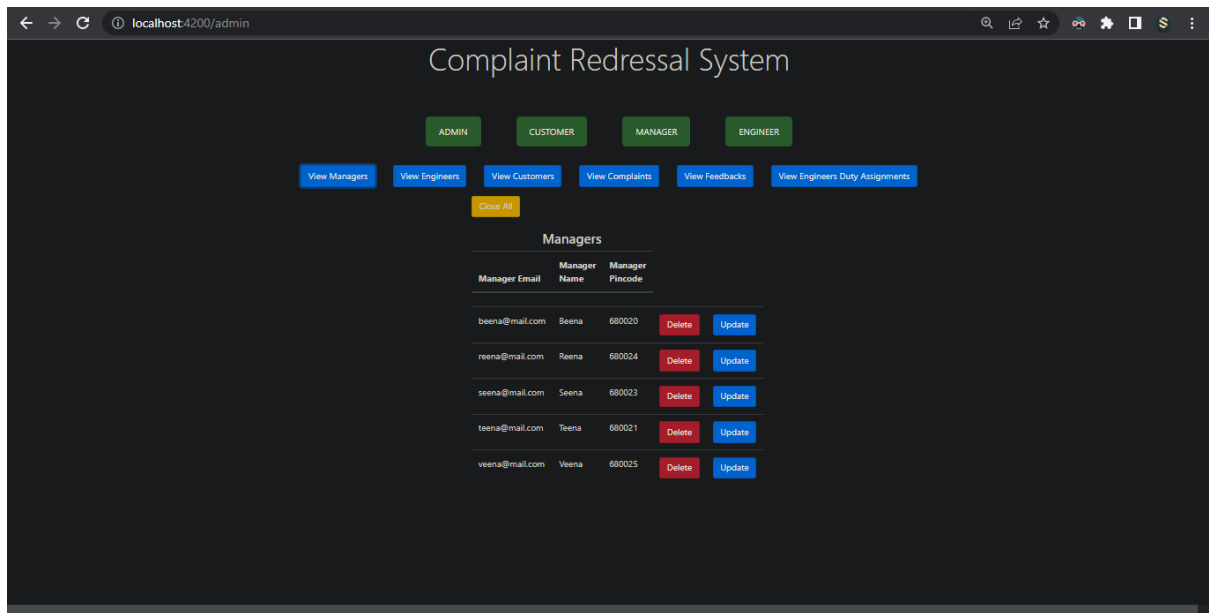 localhost:4200/admin
Complaint Redressal System
ADMIN CUSTOMER MANAGER ENGINEER
View Managers View Engineers View Customers View Complaints View Feedbacks View Engineers Duty Assignments
Close All
Managers
Manager Email Manager Name Manager Pincode
beena@mail.com Beena 680020 Delete Update
reena@mail.com Reena 680024 Delete Update
seena@mail.com Seena 680023 Delete Update
teena@mail.com Teena 680021 Delete Update
veena@mail.com Veena 680025 Delete Update